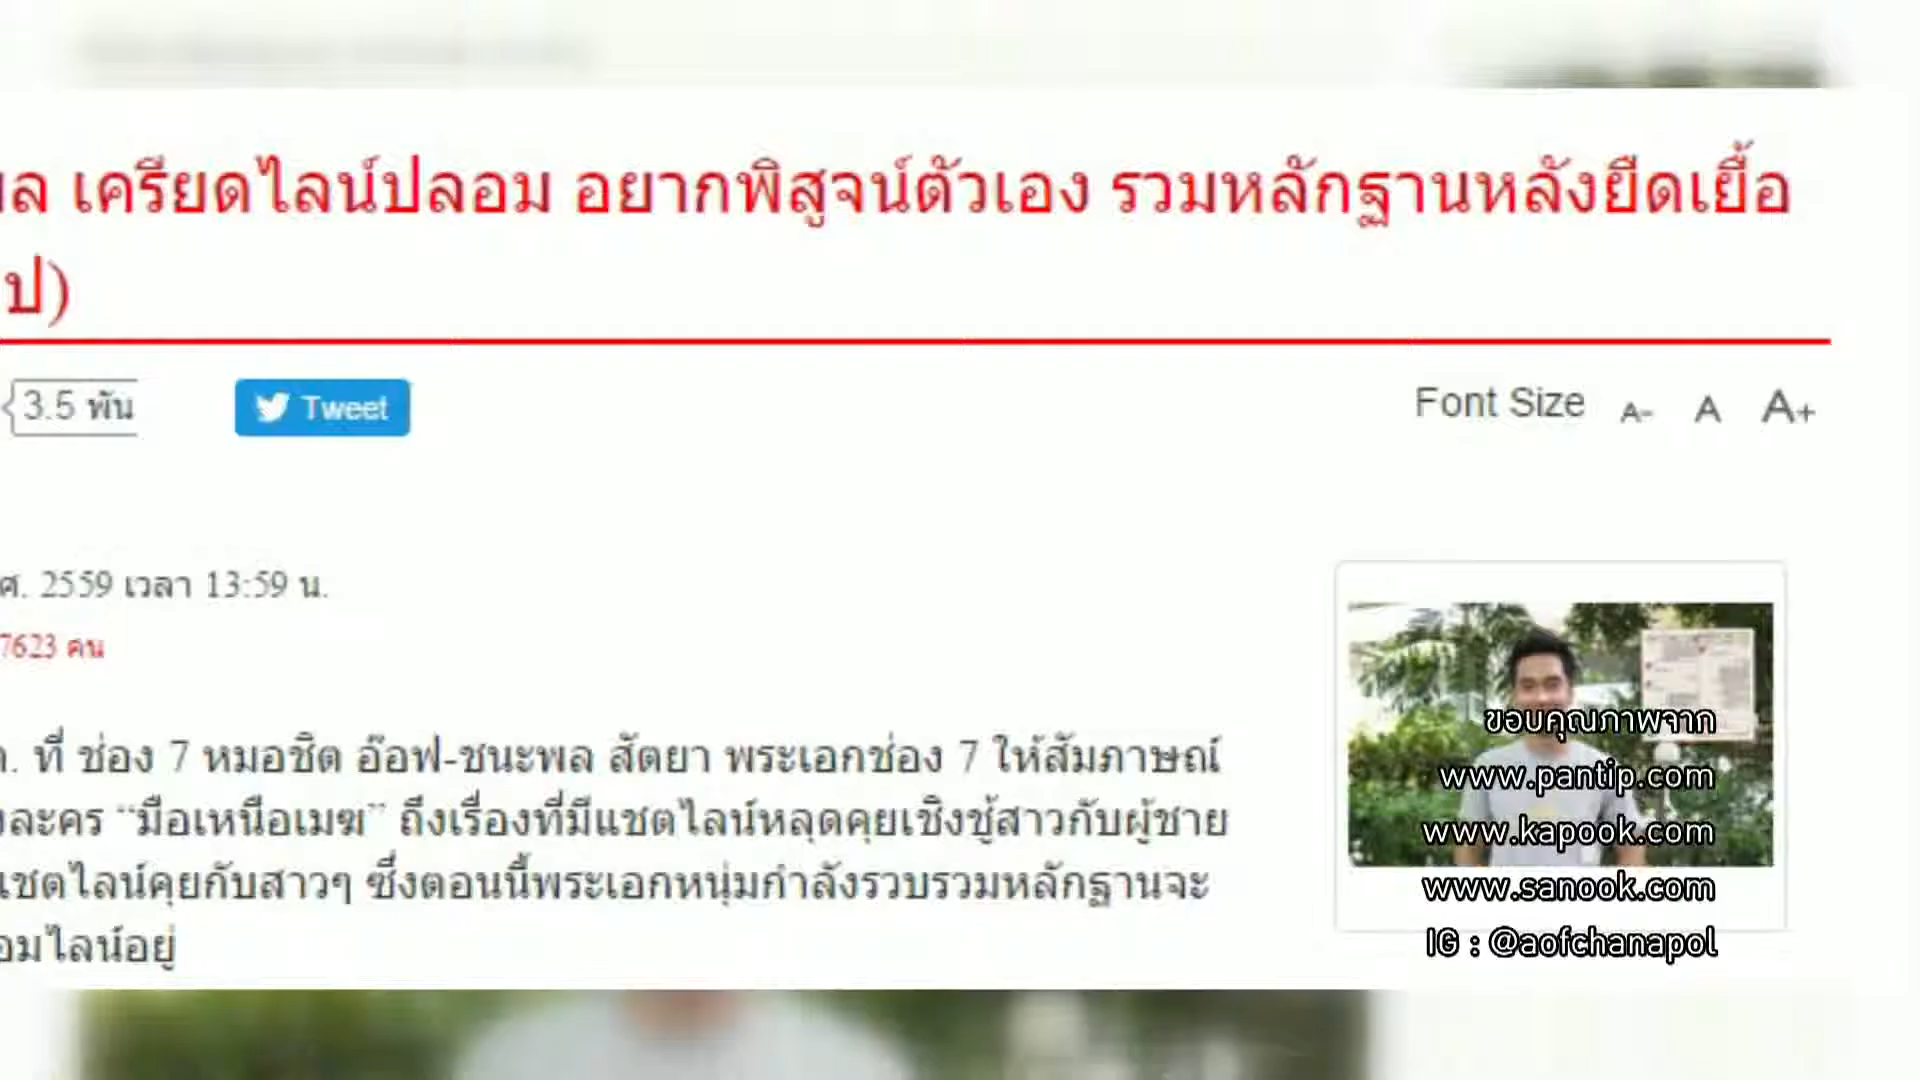 ผล เครียดไลน์ปลอม อยากพิสูจน์ตัวเอง รวมหลักฐานหลังยืดเยื้อ
ป)
3.5 พัน
Tweet
Font Size A- A A+
ศ. 2559 เวลา 13:59 น.
7623 คน
ค. ที่ ช่อง 7 หมอชิต อ๊อฟ-ชนะพล สัตยา พระเอกช่อง 7 ให้สัมภาษณ์
งละคร “มือเหนือเมฆ” ถึงเรื่องที่มีแชตไลน์หลุดคุยเชิงชู้สาวกับผู้ชาย
แชตไลน์คุยกับสาวๆ ซึ่งตอนนี้พระเอกหนุ่มกำลังรวบรวมหลักฐานจะ
อมไลน์อยู่
ขอบคุณภาพจาก
www.pantip.com
www.kapook.com
www.sanook.com
IG : @aofchanapol